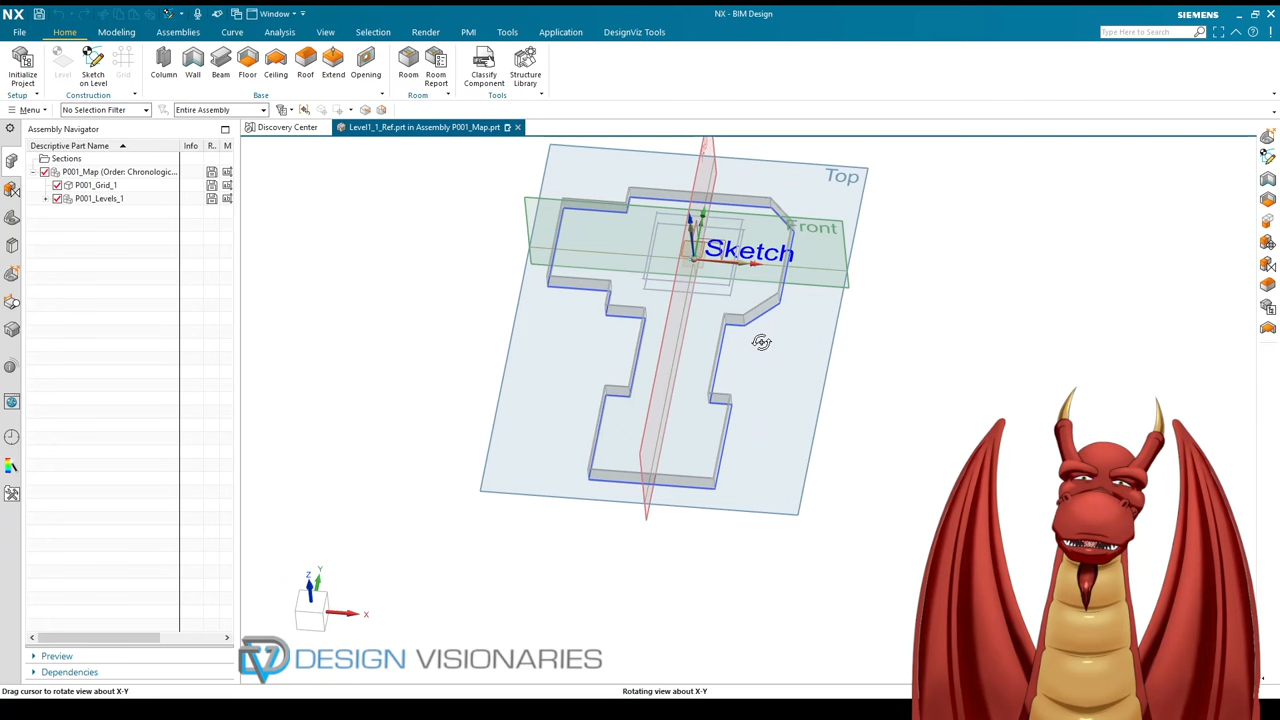 NX
Window
NX - BIM Design
SIEMENS
File
Home
Modeling
Assemblies
Curve
Analysis
View
Selection
Render
PMI
Tools
Application
DesignViz Tools
Type Here to Search
Initialize Project
Level
Sketch on Level
Grid
Column
Wall
Beam
Floor
Ceiling
Roof
Extend
Opening
Room
Room Report
Classify Component
Structure Library
Setup
Construction
Base
Room
Tools
Menu
No Selection Filter
Entire Assembly
Assembly Navigator
Discovery Center
Level1_1_Ref.prt in Assembly P001_Map.prt
Descriptive Part Name
Info
R..
M
Sections
P001_Map (Order: Chronologic...
P001_Grid_1
P001_Levels_1
Top
Front
Sketch
Z
Y
X
Preview
Dependencies
DV DESIGN VISIONARIES
Drag cursor to rotate view about X-Y
Rotating view about X-Y